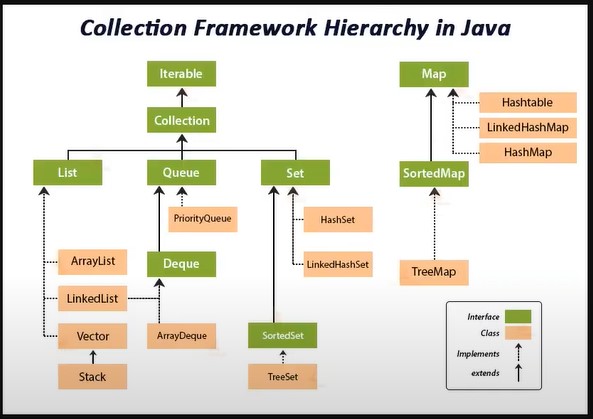 Collection Framework Hierarchy in Java
Iterable
Map
Collection
Hashtable
LinkedHashMap
HashMap
List
Queue
Set
SortedMap
PriorityQueue
HashSet
ArrayList
Deque
LinkedHashSet
TreeMap
LinkedList
Vector
ArrayDeque
SortedSet
Stack
TreeSet
Interface
Class
Implements
extends